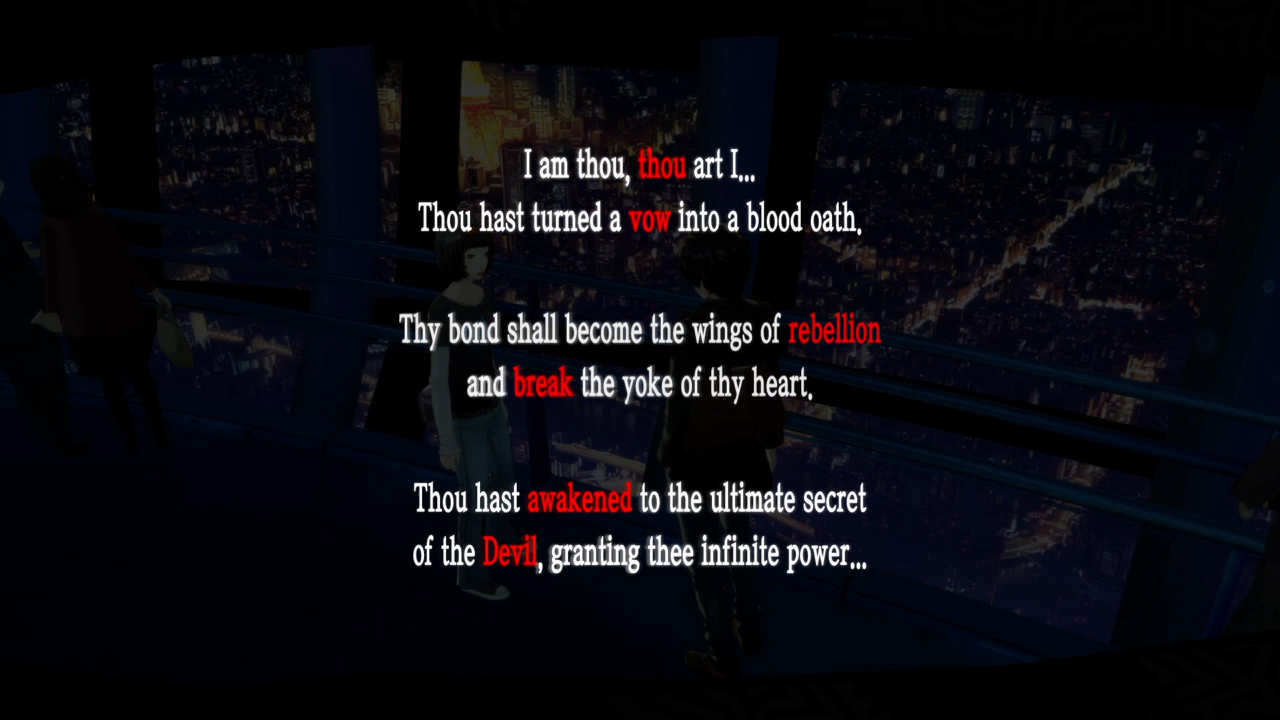 I am thou, thou art I...
Thou hast turned a vow into a blood oath.
Thy bond shall become the wings of rebellion
and break the yoke of thy heart.
Thou hast awakened to the ultimate secret
of the Devil, granting thee infinite power...